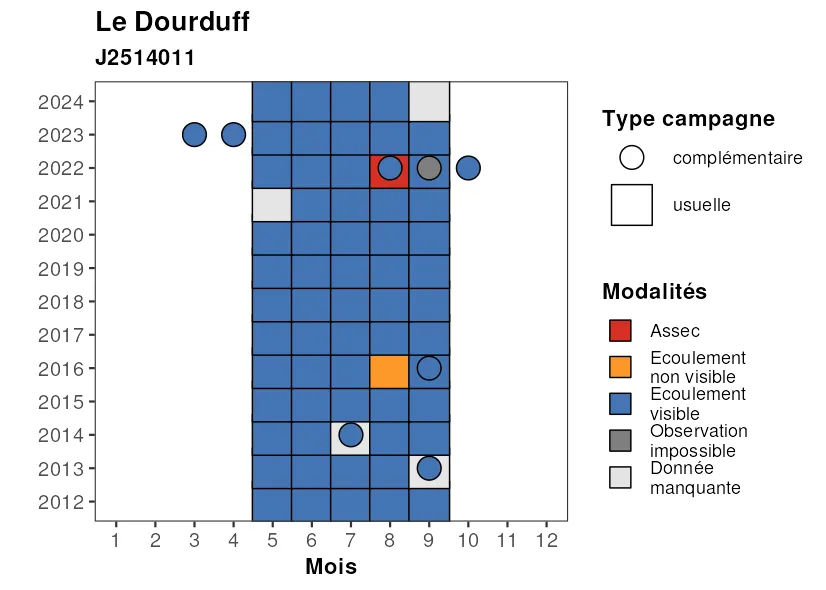 Le Dourduff
J2514011
2024
2023
2022
2021
2020
2019
2018
2017
2016
2015
2014
2013
2012
1 2 3 4 5 6 7 8 9 10 11 12
Mois
Type campagne
complémentaire
usuelle
Modalités
Assec
Ecoulement
non visible
Ecoulement
visible
Observation
impossible
Donnée
manquante